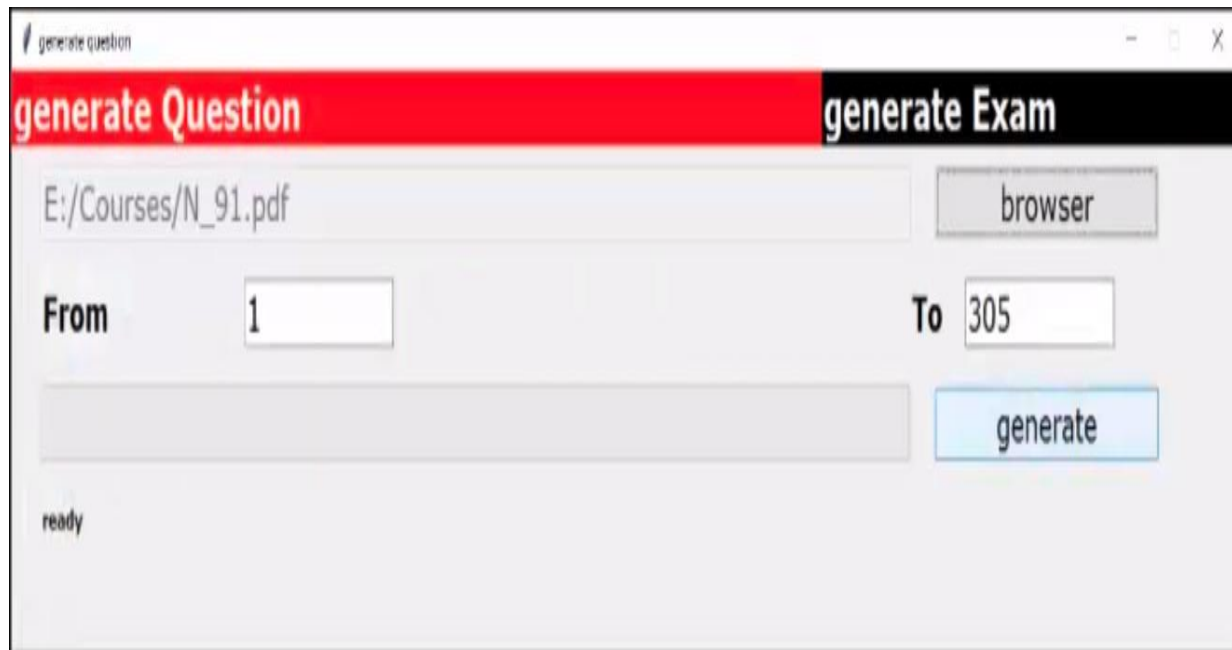 generate question
generate Question generate Exam
E:/Courses/N_91.pdf browser
From 1 To 305
generate
ready